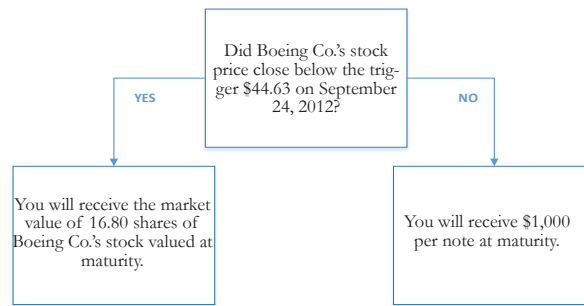 Did Boeing Co.'s stock
price close below the trig-
ger $44.63 on September
24, 2012?
YES
NO
You will receive the market
value of 16.80 shares of
Boeing Co.'s stock valued at
maturity.
You will receive $1,000
per note at maturity.